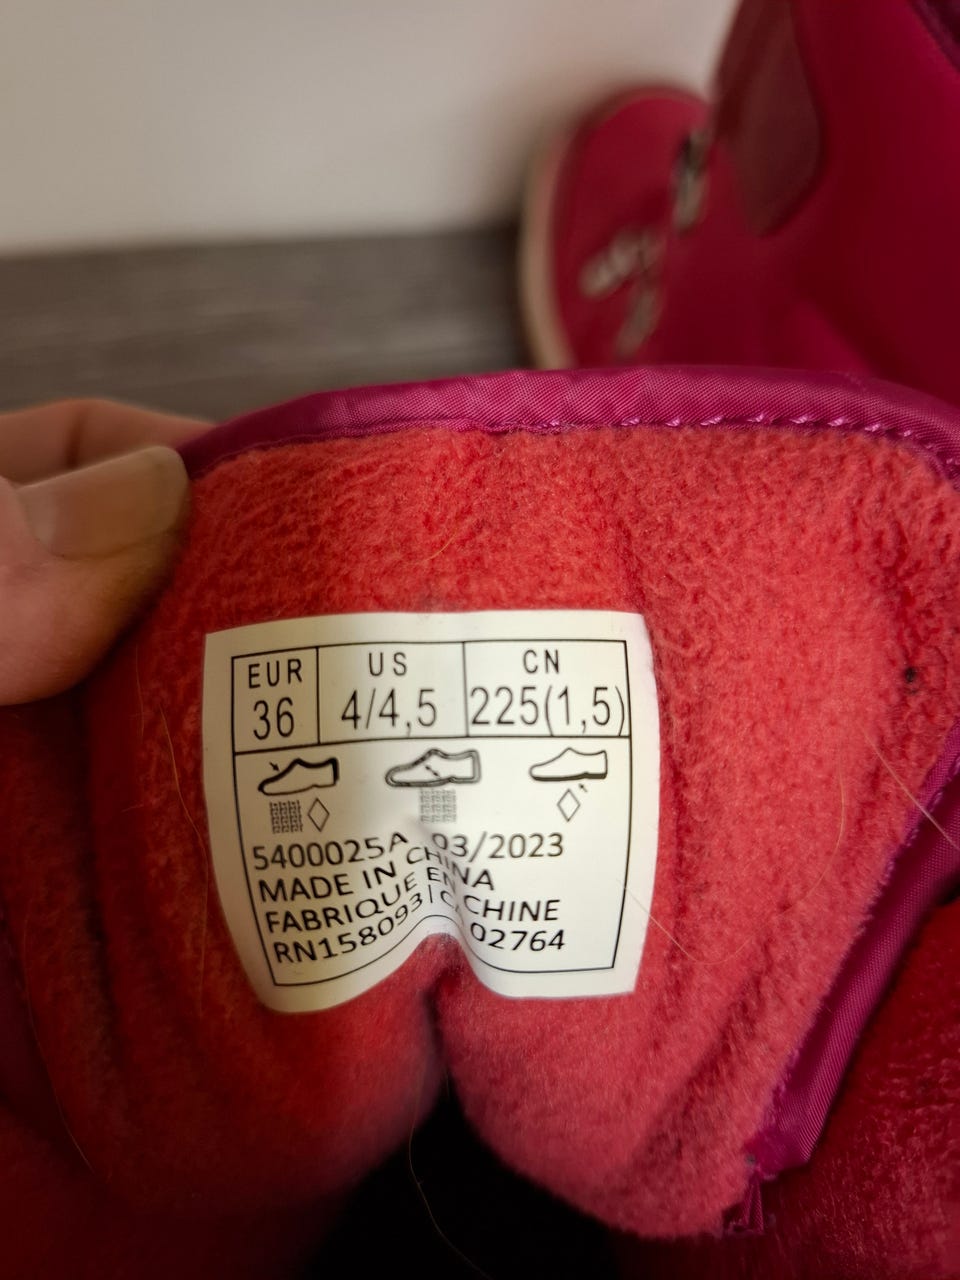 EUR US CN
36 4/4,5 225(1,5)
5400025A 03/2023
MADE IN CHINA
FABRIQUE EN CHINE
RN158093 | 02764